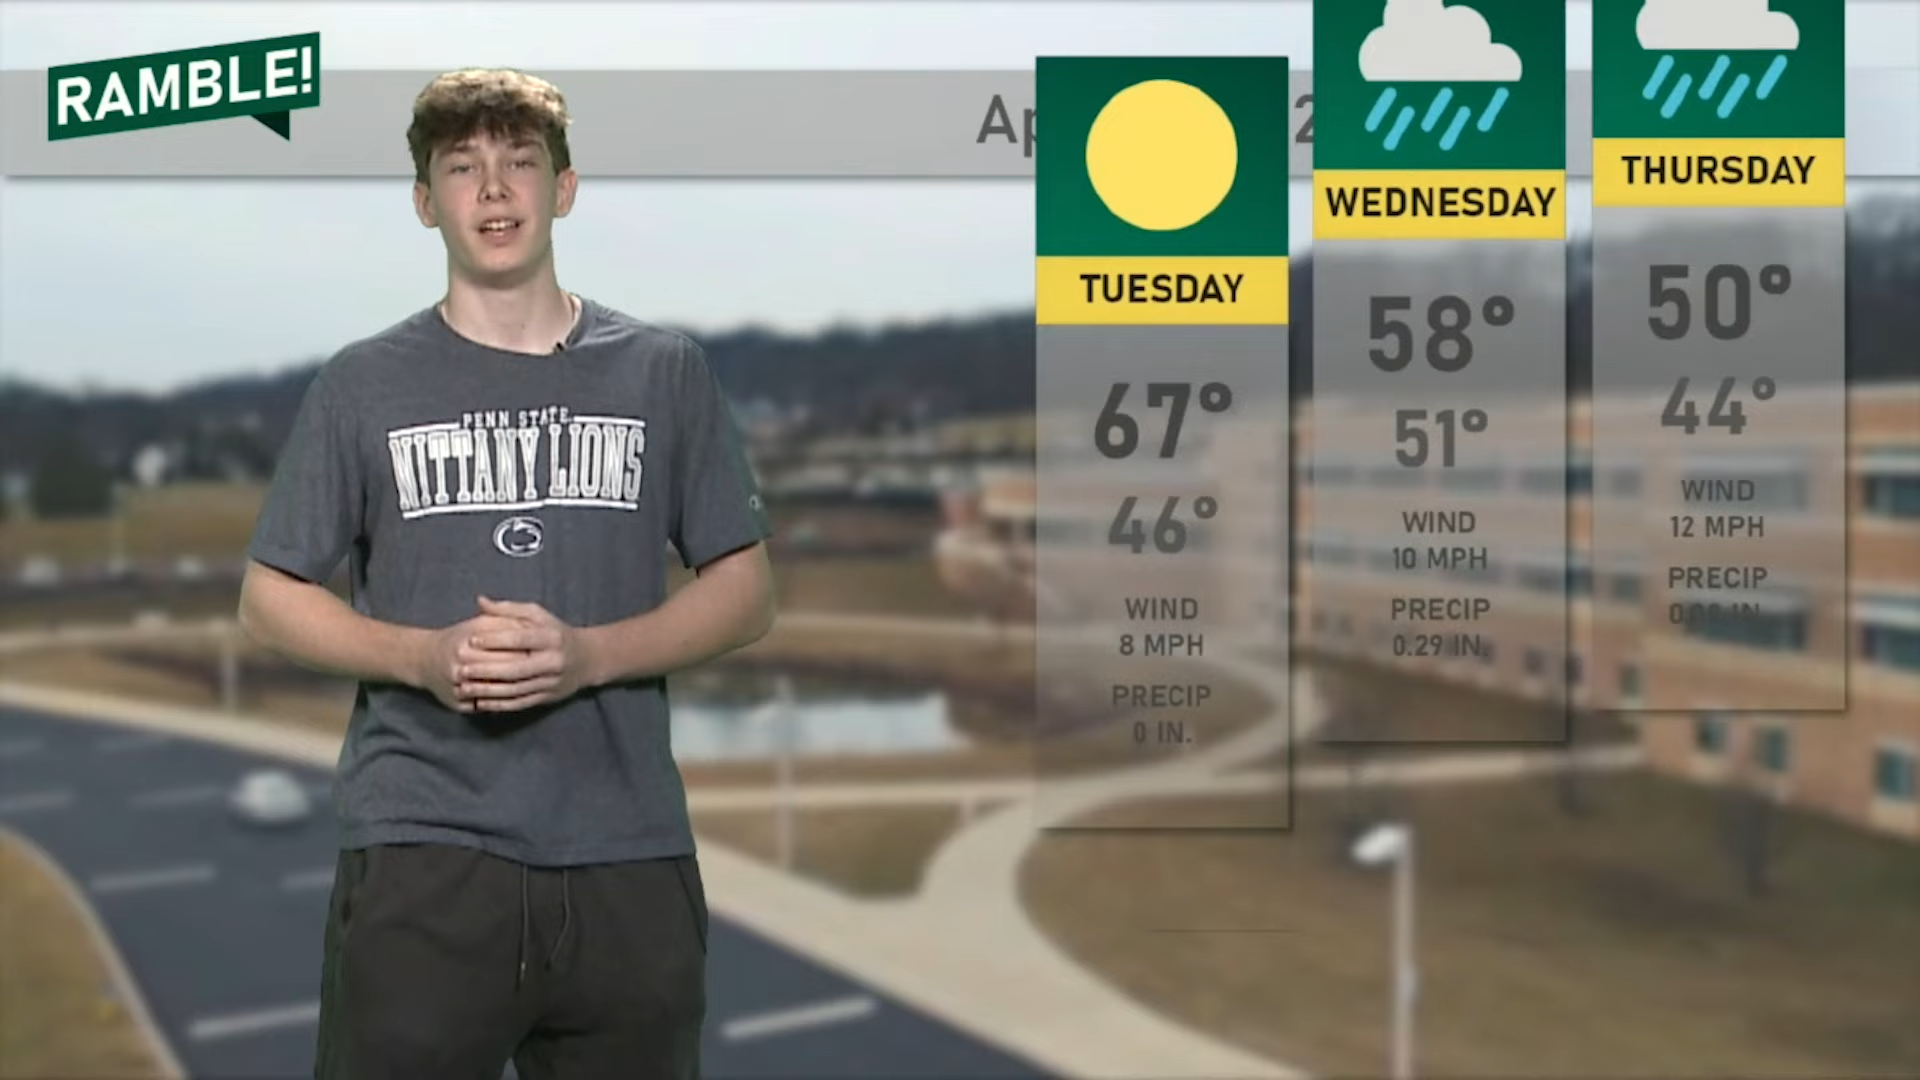 RAMBLE!
PENN STATE
NITTANY LIONS
TUESDAY
67°
46°
WIND
8 MPH
PRECIP
0 IN.
WEDNESDAY
58°
51°
WIND
10 MPH
PRECIP
0.29 IN.
THURSDAY
50°
44°
WIND
12 MPH
PRECIP
IN.